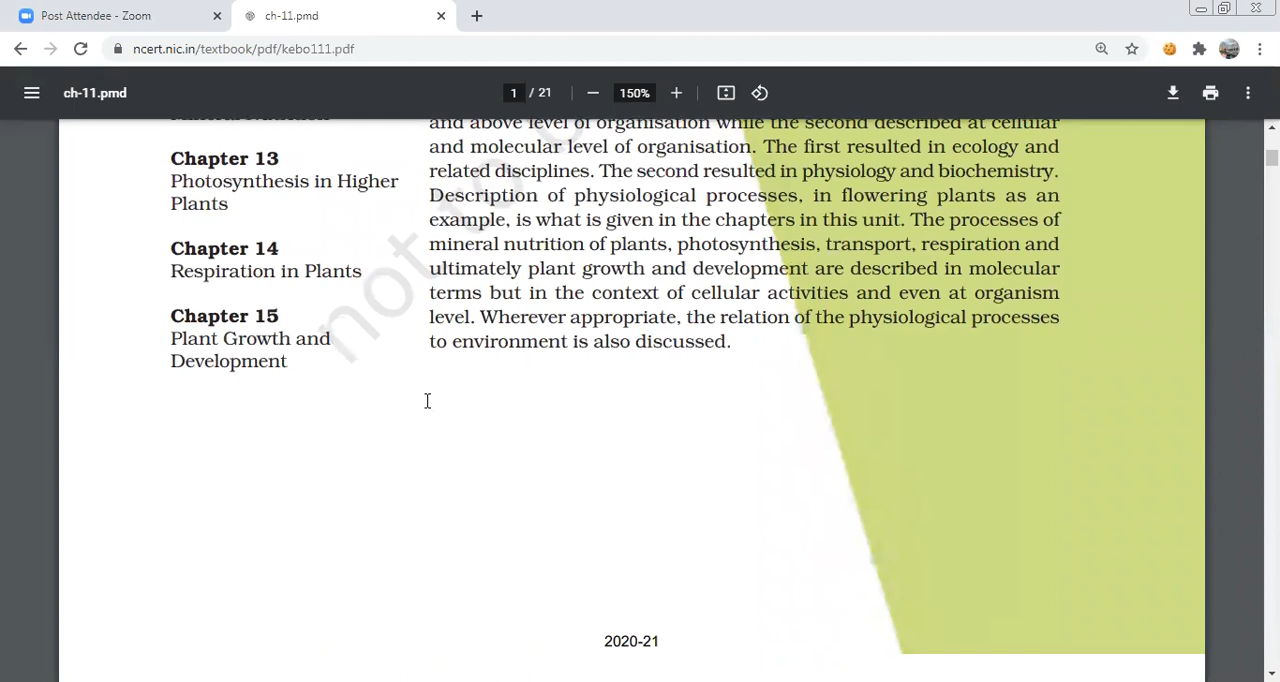 Post Attendee - Zoom
ch-11.pmd
ncert.nic.in/textbook/pdf/kebo111.pdf
ch-11.pmd
1 / 21
150%
Chapter 13
Photosynthesis in Higher
Plants
Chapter 14
Respiration in Plants
Chapter 15
Plant Growth and
Development
and above level of organisation while the second described at cellular
and molecular level of organisation. The first resulted in ecology and
related disciplines. The second resulted in physiology and biochemistry.
Description of physiological processes, in flowering plants as an
example, is what is given in the chapters in this unit. The processes of
mineral nutrition of plants, photosynthesis, transport, respiration and
ultimately plant growth and development are described in molecular
terms but in the context of cellular activities and even at organism
level. Wherever appropriate, the relation of the physiological processes
to environment is also discussed.
not to
2020-21